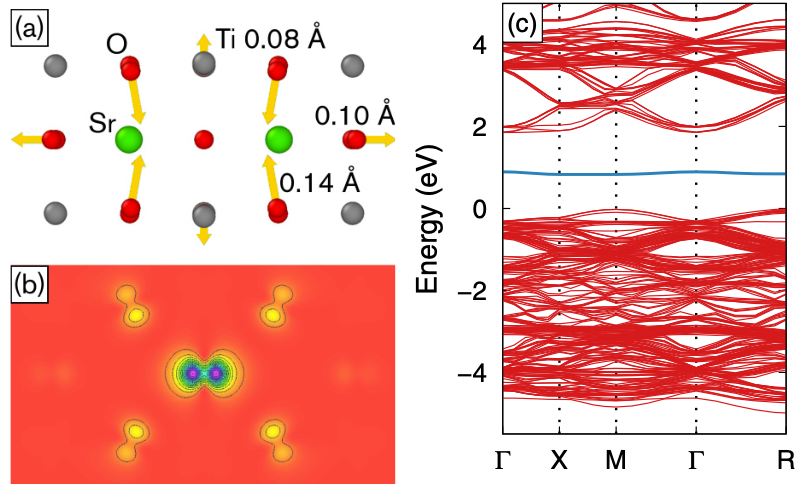 (a)
O
Ti 0.08 Å
Sr
0.10 Å
0.14 Å
(b)
(c)
Energy (eV)
4
2
0
−2
−4
Γ X M Γ R